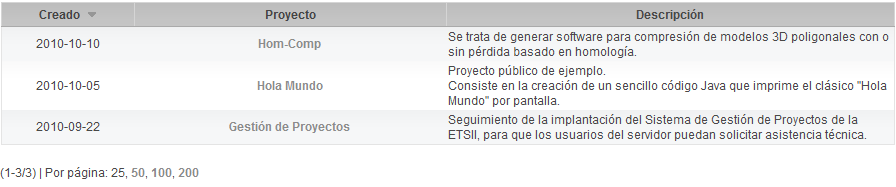 Creado Proyecto Descripción
2010-10-10 Hom-Comp Se trata de generar software para compresión de modelos 3D poligonales con o
sin pérdida basado en homología.
Proyecto público de ejemplo.
2010-10-05 Hola Mundo Consiste en la creación de un sencillo código Java que imprime el clásico "Hola
Mundo" por pantalla.
2010-09-22 Gestión de Proyectos Seguimiento de la implantación del Sistema de Gestión de Proyectos de la
ETSII, para que los usuarios del servidor puedan solicitar asistencia técnica.
(1-3/3) | Por página: 25, 50, 100, 200